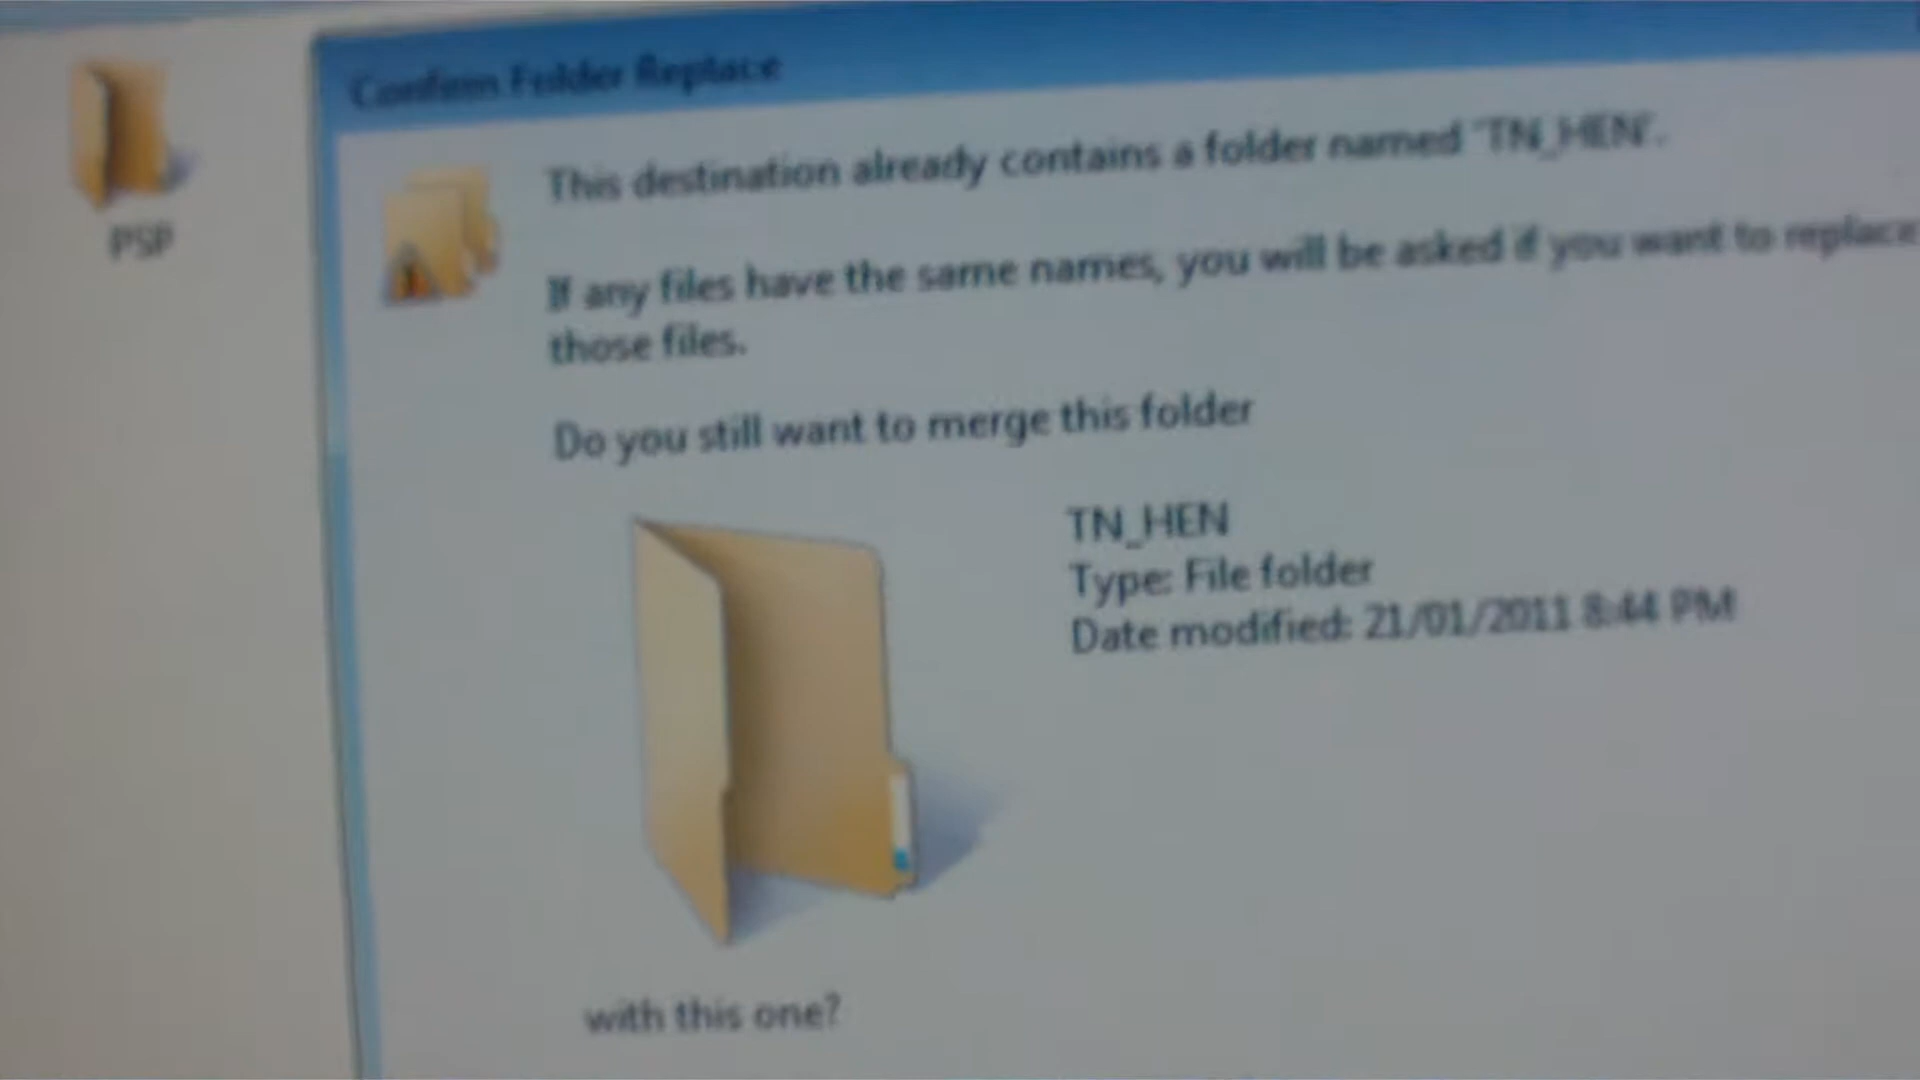 Confirm Folder Replace
PSP
This destination already contains a folder named 'TN_HEN'.
If any files have the same names, you will be asked if you want to replace
those files.
Do you still want to merge this folder
TN_HEN
Type: File folder
Date modified: 21/01/2011 8:44 PM
with this one?